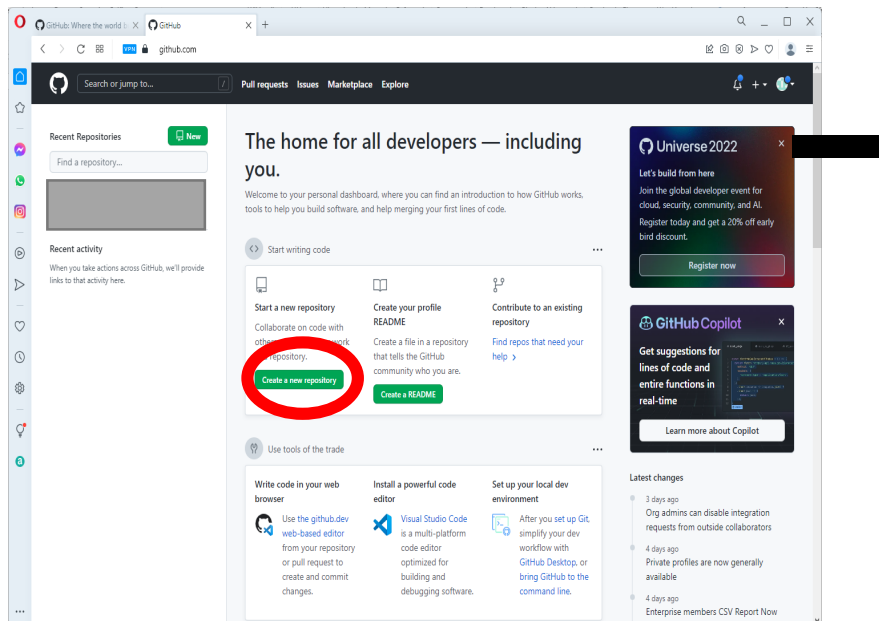 GitHub: Where the world b
GitHub
VPN
github.com
Search or jump to...
/
Pull requests Issues Marketplace Explore
Recent Repositories
New
Find a repository...
Recent activity
When you take actions across GitHub, we'll provide
links to that activity here.
The home for all developers — including
you.
Welcome to your personal dashboard, where you can find an introduction to how GitHub works,
tools to help you build software, and help merging your first lines of code.
Start writing code
Start a new repository
Collaborate on code with
repository.
Create a new repository
Create your profile
README
Create a file in a repository
that tells the GitHub
community who you are.
Create a README
Contribute to an existing
repository
Find repos that need your
help
Use tools of the trade
Write code in your web
browser
Use the github.dev
web-based editor
from your repository
or pull request to
create and commit
changes.
Install a powerful code
editor
Visual Studio Code
is a multi-platform
code editor
optimized for
building and
debugging software.
Set up your local dev
environment
After you set up Git,
simplify your dev
workflow with
GitHub Desktop, or
bring GitHub to the
command line.
Universe 2022
Let's build from here
Join the global developer event for
cloud, security, community, and AI.
Register today and get a 20% off early
bird discount.
Register now
GitHub Copilot
Get suggestions for
lines of code and
entire functions in
real-time
Learn more about Copilot
Latest changes
3 days ago
Org admins can disable integration
requests from outside collaborators
4 days ago
Private profiles are now generally
available
4 days ago
Enterprise members CSV Report Now